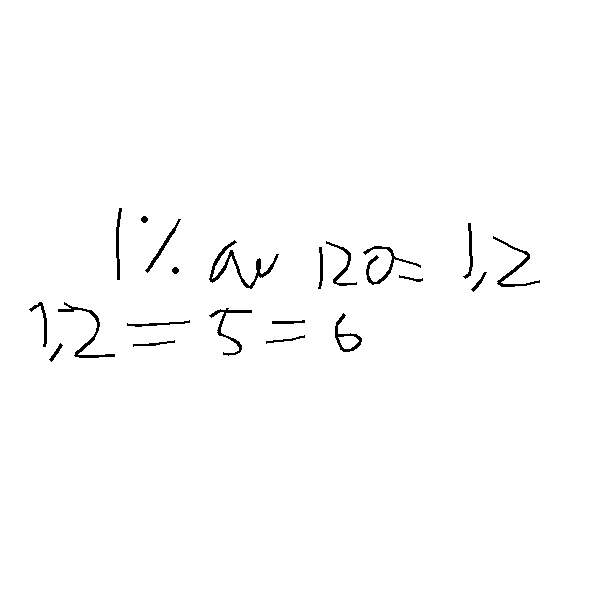 1% av 120 = 1,2
1,2 = 5 = 6